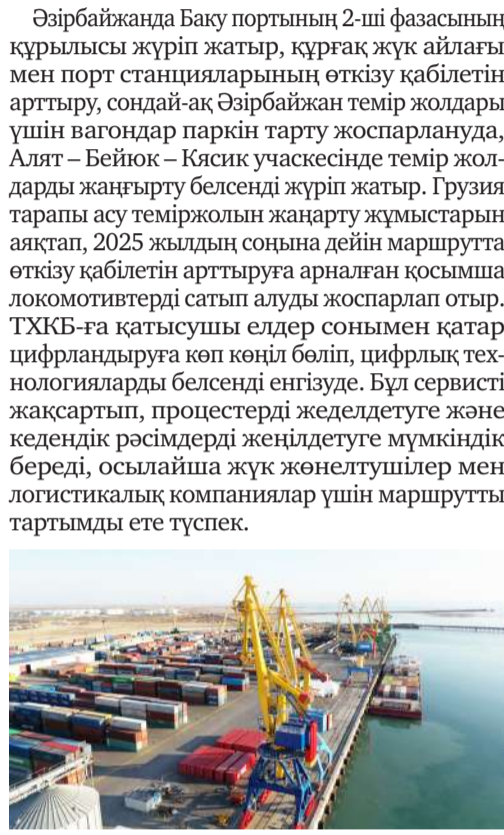 Әзірбайжанда Баку портының 2-ші фазасының
құрылысы жүріп жатыр, құрғақ жүк айлағы
мен порт станцияларының өткізу қабілетін
арттыру, сондай-ақ Әзірбайжан темір жолдары
үшін вагондар паркін тарту жоспарлануда,
Алят – Бейюк – Кясик учаскесінде темір жол-
дарды жаңғырту белсенді жүріп жатыр. Грузия
тарапы асу теміржолын жаңарту жұмыстарын
аяқтап, 2025 жылдың соңына дейін маршрутта
өткізу қабілетін арттыруға арналған қосымша
локомотивтерді сатып алуды жоспарлап отыр.
ТХКБ-ға қатысушы елдер сонымен қатар
цифрландыруға көп көңіл бөліп, цифрлық тех-
нологияларды белсенді енгізуде. Бұл сервисті
жақсартып, процестерді жеделдетуге және
кедендік рәсімдерді жеңілдетуге мүмкіндік
береді, осылайша жүк жөнелтушілер мен
логистикалық компаниялар үшін маршрутты
тартымды ете түспек.